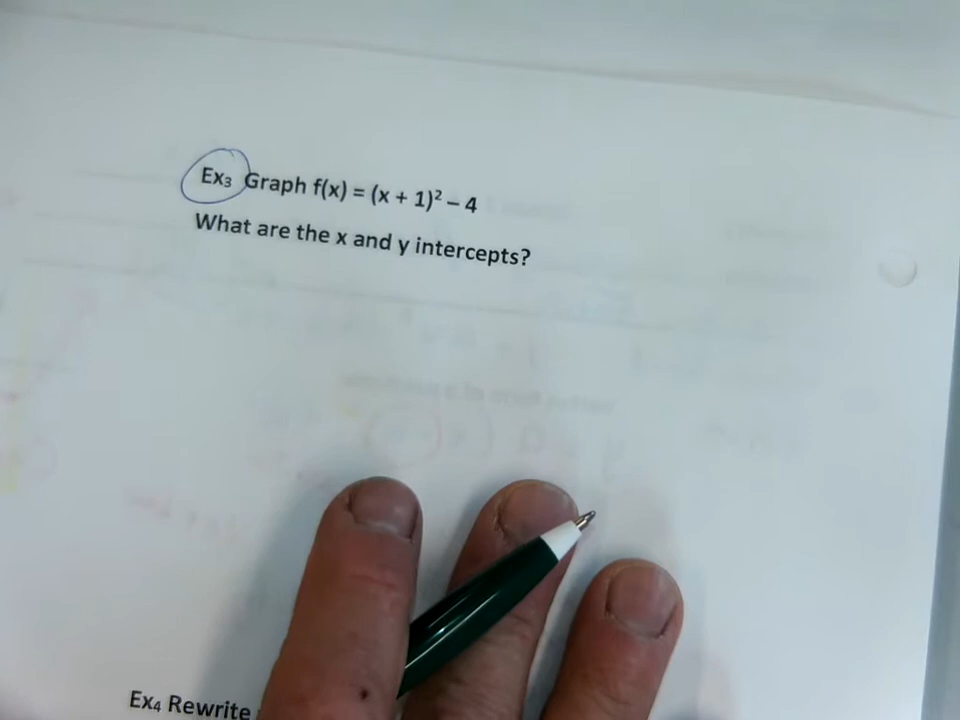 Ex₃ Graph f(x) = (x + 1)² – 4
What are the x and y intercepts?
Ex₄ Rewrite